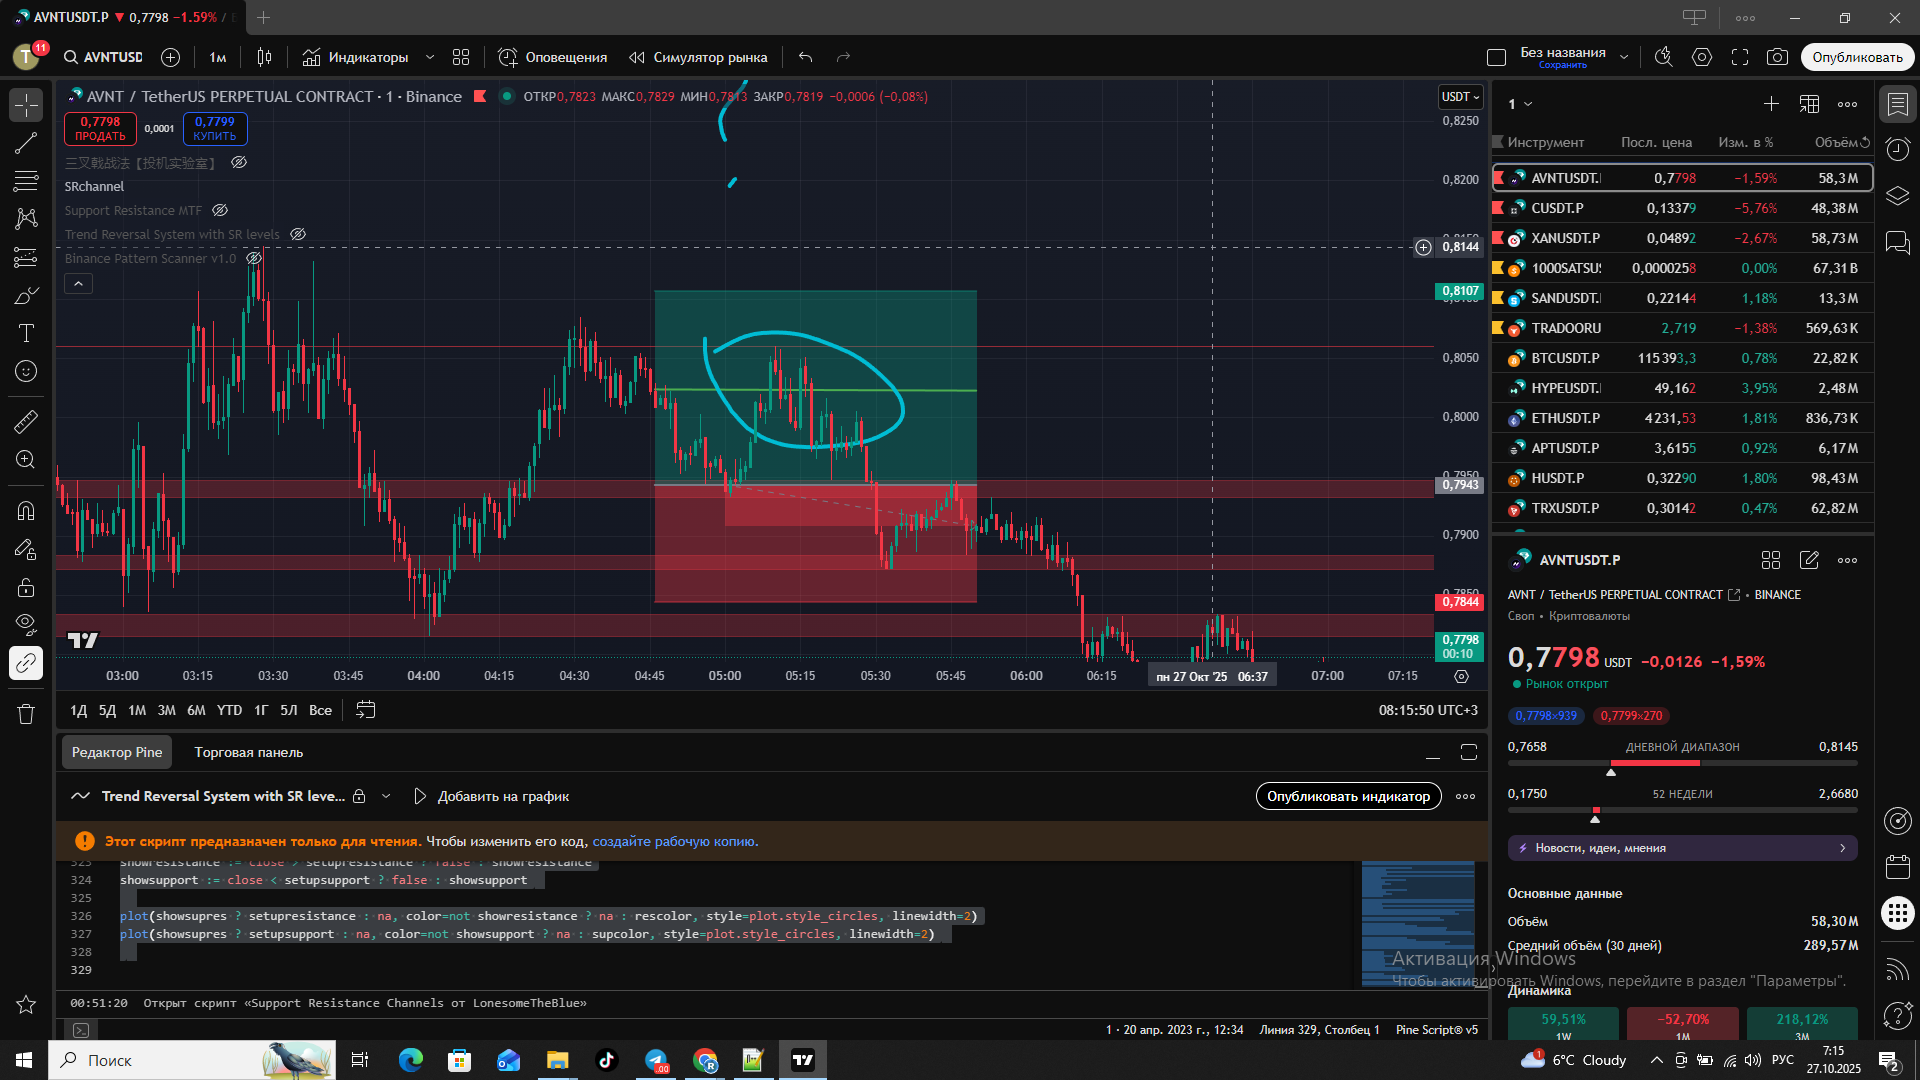 AVNTUSDT.P ▼ 0,7798 −1.59% /
T 11 AVNTUSD 1м Индикаторы Оповещения Симулятор рынка Без названия Сохранить Опубликовать
AVNT / TetherUS PERPETUAL CONTRACT · 1 · Binance ОТКР0,7823 МАКС0,7829 МИН0,7813 ЗАКР0,7819 −0,0006 (−0,08%)
USDT
0,7798 ПРОДАТЬ 0,0001 0,7799 КУПИТЬ
三叉戟战法【投机实验室】
SRchannel
Support Resistance MTF
Trend Reversal System with SR levels
Binance Pattern Scanner v1.0
0,8250
0,8200
0,8144
0,8107
0,8050
0,8000
0,7950
0,7943
0,7900
0,7844
0,7798
00:10
03:00 03:15 03:30 03:45 04:00 04:15 04:30 04:45 05:00 05:15 05:30 05:45 06:00 06:15 пн 27 Окт '25 06:37 07:00 07:15
1Д 5Д 1М 3М 6М YTD 1Г 5Л Все
08:15:50 UTC+3
Редактор Pine Торговая панель
Trend Reversal System with SR leve... Добавить на график Опубликовать индикатор
Этот скрипт предназначен только для чтения. Чтобы изменить его код, создайте рабочую копию.
323 showresistance := close > setupresistance ? false : showresistance
324 showsupport := close < setupsupport ? false : showsupport
325
326 plot(showsupres ? setupresistance : na, color=not showresistance ? na : rescolor, style=plot.style_circles, linewidth=2)
327 plot(showsupres ? setupsupport : na, color=not showsupport ? na : supcolor, style=plot.style_circles, linewidth=2)
328
329
00:51:20 Открыт скрипт «Support Resistance Channels от LonesomeTheBlue»
1 · 20 апр. 2023 г., 12:34 Линия 329, Столбец 1 Pine Script® v5
1
Инструмент Посл. цена Изм. в % Объём
AVNTUSDT. 0,7798 −1,59% 58,3 M
CUSDT.P 0,13379 −5,76% 48,38 M
XANUSDT.P 0,04892 −2,67% 58,73 M
1000SATSU 0,0000258 0,00% 67,31 B
SANDUSDT. 0,22144 1,18% 13,3 M
TRADOORU 2,719 −1,38% 569,63 K
BTCUSDT.P 115 393,3 0,78% 22,82 K
HYPEUSDT. 49,162 3,95% 2,48 M
ETHUSDT.P 4 231,53 1,81% 836,73 K
APTUSDT.P 3,6155 0,92% 6,17 M
HUSDT.P 0,32290 1,80% 98,43 M
TRXUSDT.P 0,30142 0,47% 62,82 M
AVNTUSDT.P
AVNT / TetherUS PERPETUAL CONTRACT • BINANCE
Своп • Криптовалюты
0,7798 USDT −0,0126 −1,59%
Рынок открыт
0,7798×939 0,7799×270
0,7658 ДНЕВНОЙ ДИАПАЗОН 0,8145
0,1750 52 НЕДЕЛИ 2,6680
Новости, идеи, мнения
Основные данные
Объём 58,30 M
Средний объём (30 дней) 289,57 M
Активация Windows
Чтобы активировать Windows, перейдите в раздел "Параметры".
Динамика
59,51% −52,70% 218,12%
1W 1M 3M
Поиск
6°C Cloudy РУС 7:15
27.10.2025
2